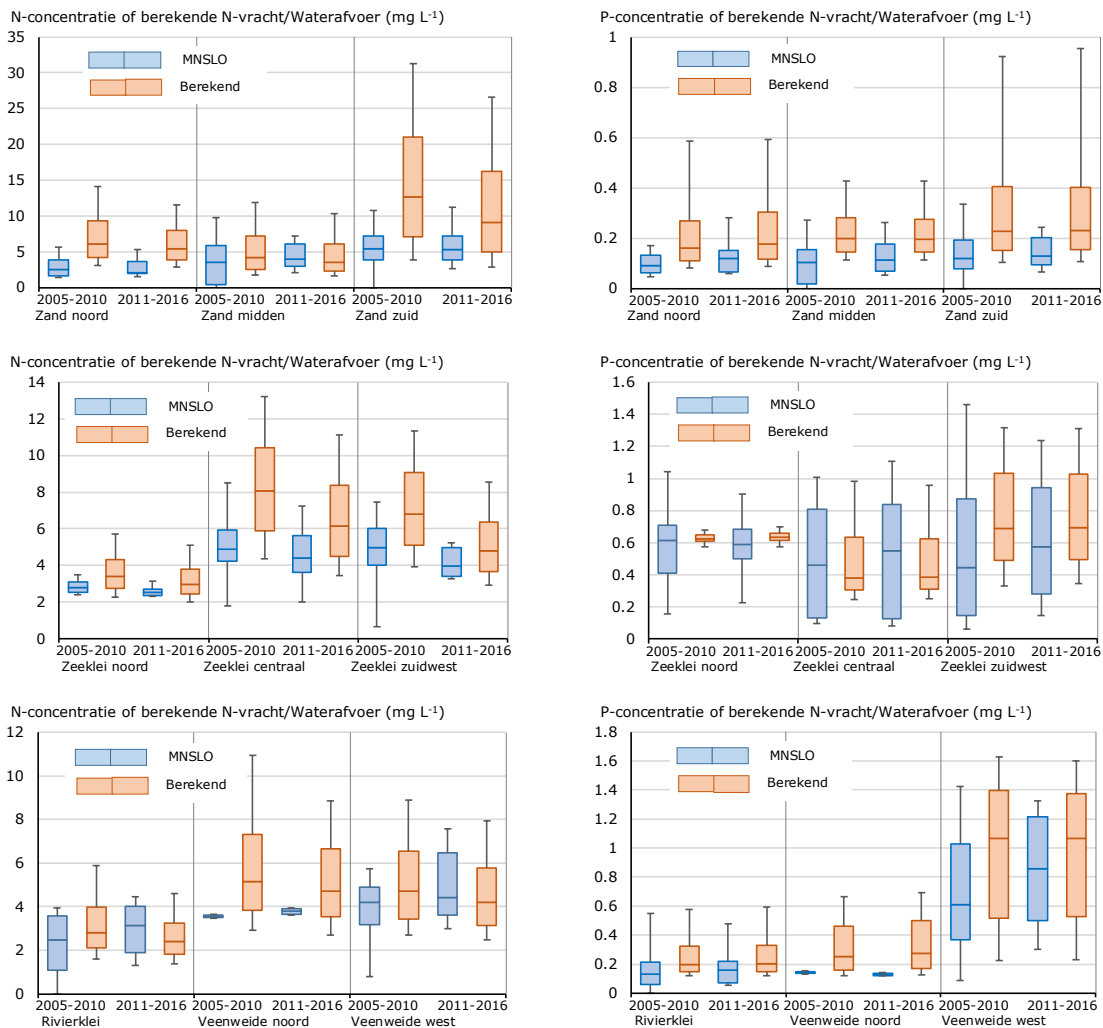 N-concentratie of berekende N-vracht/Waterafvoer (mg L-1)
35
30
25
20
15
10
5
0
MNSLO
Berekend
2005-2010 2011-2016 2005-2010 2011-2016 2005-2010 2011-2016
Zand noord Zand midden Zand zuid
P-concentratie of berekende N-vracht/Waterafvoer (mg L-1)
1
0.8
0.6
0.4
0.2
0
MNSLO
Berekend
2005-2010 2011-2016 2005-2010 2011-2016 2005-2010 2011-2016
Zand noord Zand midden Zand zuid
N-concentratie of berekende N-vracht/Waterafvoer (mg L-1)
14
12
10
8
6
4
2
0
MNSLO
Berekend
2005-2010 2011-2016 2005-2010 2011-2016 2005-2010 2011-2016
Zeeklei noord Zeeklei centraal Zeeklei zuidwest
P-concentratie of berekende N-vracht/Waterafvoer (mg L-1)
1.6
1.4
1.2
1
0.8
0.6
0.4
0.2
0
MNSLO
Berekend
2005-2010 2011-2016 2005-2010 2011-2016 2005-2010 2011-2016
Zeeklei noord Zeeklei centraal Zeeklei zuidwest
N-concentratie of berekende N-vracht/Waterafvoer (mg L-1)
12
10
8
6
4
2
0
MNSLO
Berekend
2005-2010 2011-2016 2005-2010 2011-2016 2005-2010 2011-2016
Rivierklei Veenweide noord Veenweide west
P-concentratie of berekende N-vracht/Waterafvoer (mg L-1)
1.8
1.6
1.4
1.2
1
0.8
0.6
0.4
0.2
0
MNSLO
Berekend
2005-2010 2011-2016 2005-2010 2011-2016 2005-2010 2011-2016
Rivierklei Veenweide noord Veenweide west